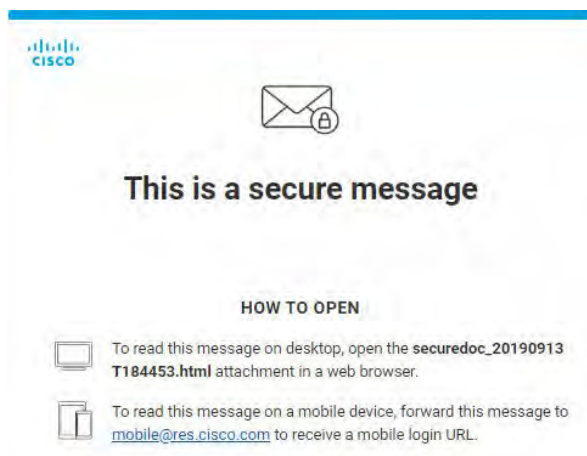 CISCO
This is a secure message
HOW TO OPEN
To read this message on desktop, open the securedoc_20190913
T184453.html attachment in a web browser.
To read this message on a mobile device, forward this message to
mobile@res.cisco.com to receive a mobile login URL.